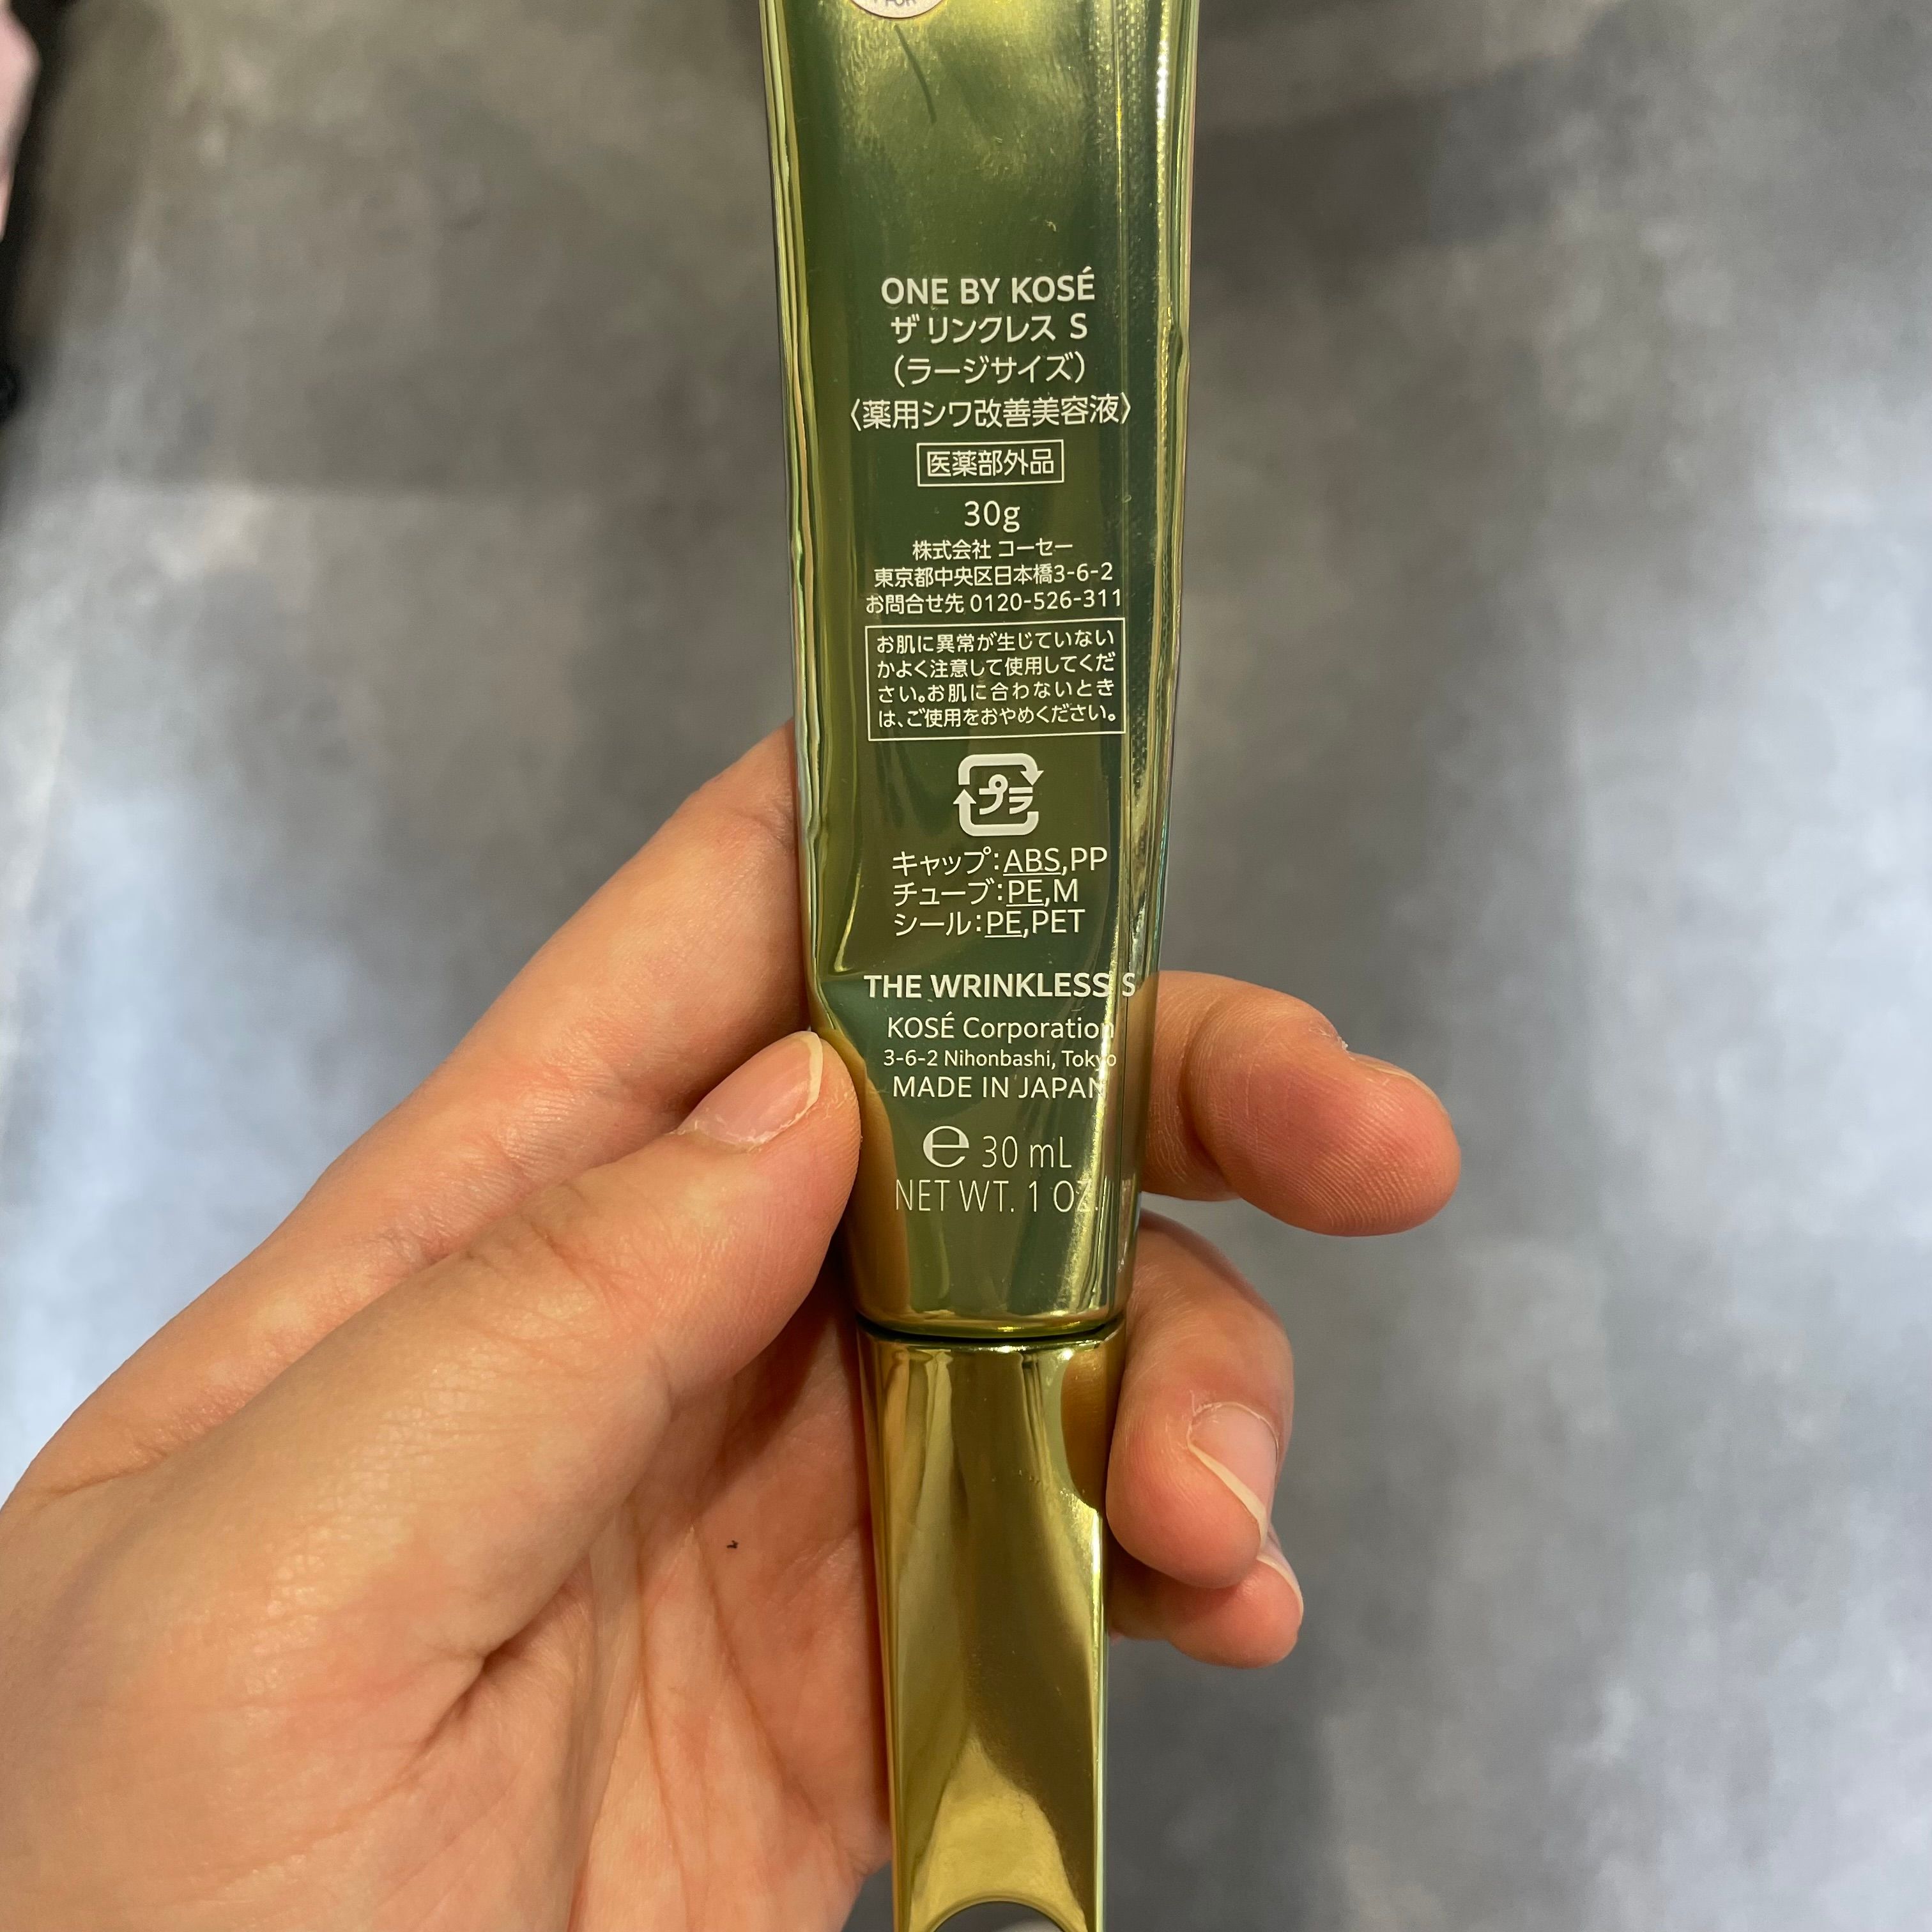 FOR
ONE BY KOSÉ
ザ リンクレス S
（ラージサイズ）
〈薬用シワ改善美容液〉
医薬部外品
30g
株式会社 コーセー
東京都中央区日本橋3-6-2
お問合せ先 0120-526-311
お肌に異常が生じていない
かよく注意して使用してくだ
さい。お肌に合わないとき
は、ご使用をおやめください。
プラ
キャップ：ABS,PP
チューブ：PE,M
シール：PE,PET
THE WRINKLESS S
KOSÉ Corporation
3-6-2 Nihonbashi, Tokyo
MADE IN JAPAN
e 30 mL
NET WT. 1 OZ.